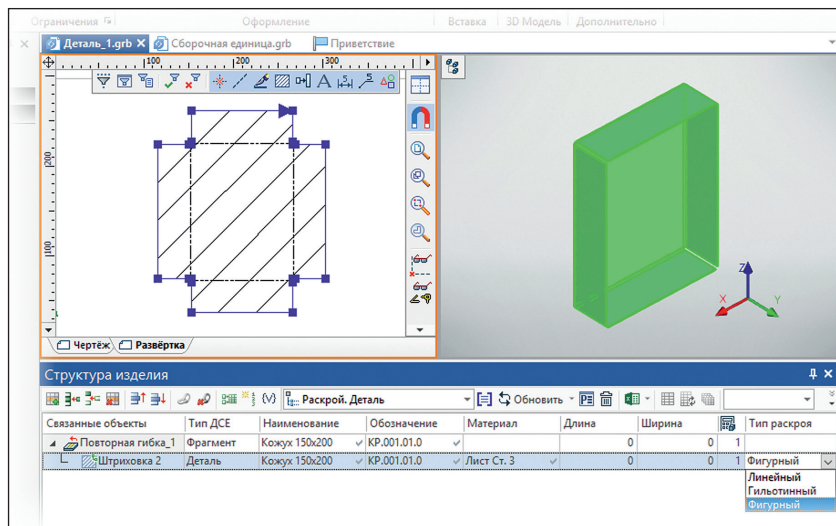 Ограничения Оформление Вставка 3D Модель Дополнительно
Деталь_1.grb Сборочная единица.grb Приветствие
100 200 300
200
100
Чертёж Развёртка
Z
X Y
Структура изделия
Раскрой. Деталь Обновить
Связанные объекты Тип ДСЕ Наименование Обозначение Материал Длина Ширина Тип раскроя
Повторная гибка_1 Фрагмент Кожух 150x200 КР.001.01.0 0 0 1
Штриховка 2 Деталь Кожух 150x200 КР.001.01.0 Лист Ст. 3 0 0 1 Фигурный
Линейный
Гильотинный
Фигурный